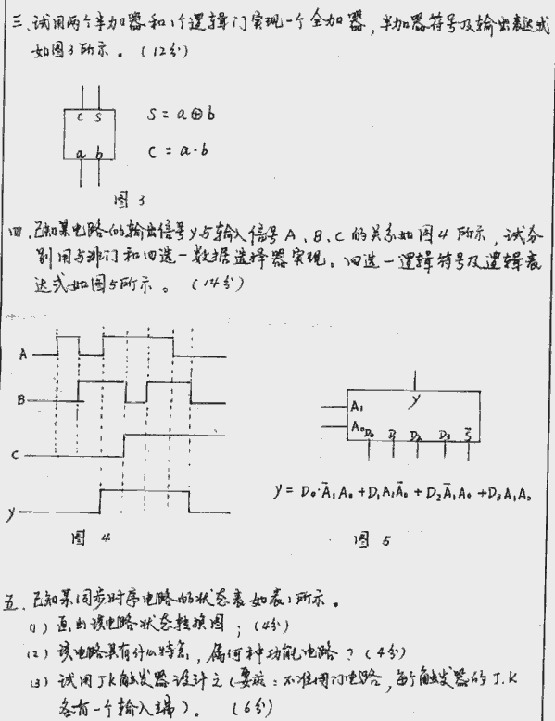 三、试用两个半加器和1个逻辑门实现一个全加器，半加器符号及输出表达式
如图3所示。（12分）
c s
a b
S = a⊕b
C = a·b
图 3
四、已知某电路的输出信号y与输入信号A、B、C的关系如图4所示，试分
别用与非门和四选一数据选择器实现。四选一逻辑符号及逻辑表
达式如图5所示。（14分）
A
B
C
y
图 4
y
A₁
A₀
D₂ D₃ S̄
y = D₀·Ā₁A₀ + D₁A₁Ā₀ + D₂Ā₁A₀ + D₃A₁A₀
图 5
五、已知某同步时序电路的状态表如表1所示。
(1) 画出该电路状态转换图；(4分)
(2) 该电路具有什么特点，属何种功能电路？(4分)
(3) 试用JK触发器设计之（要求：不准用门电路，每个触发器的J.K
各有一个输入端）。（6分）